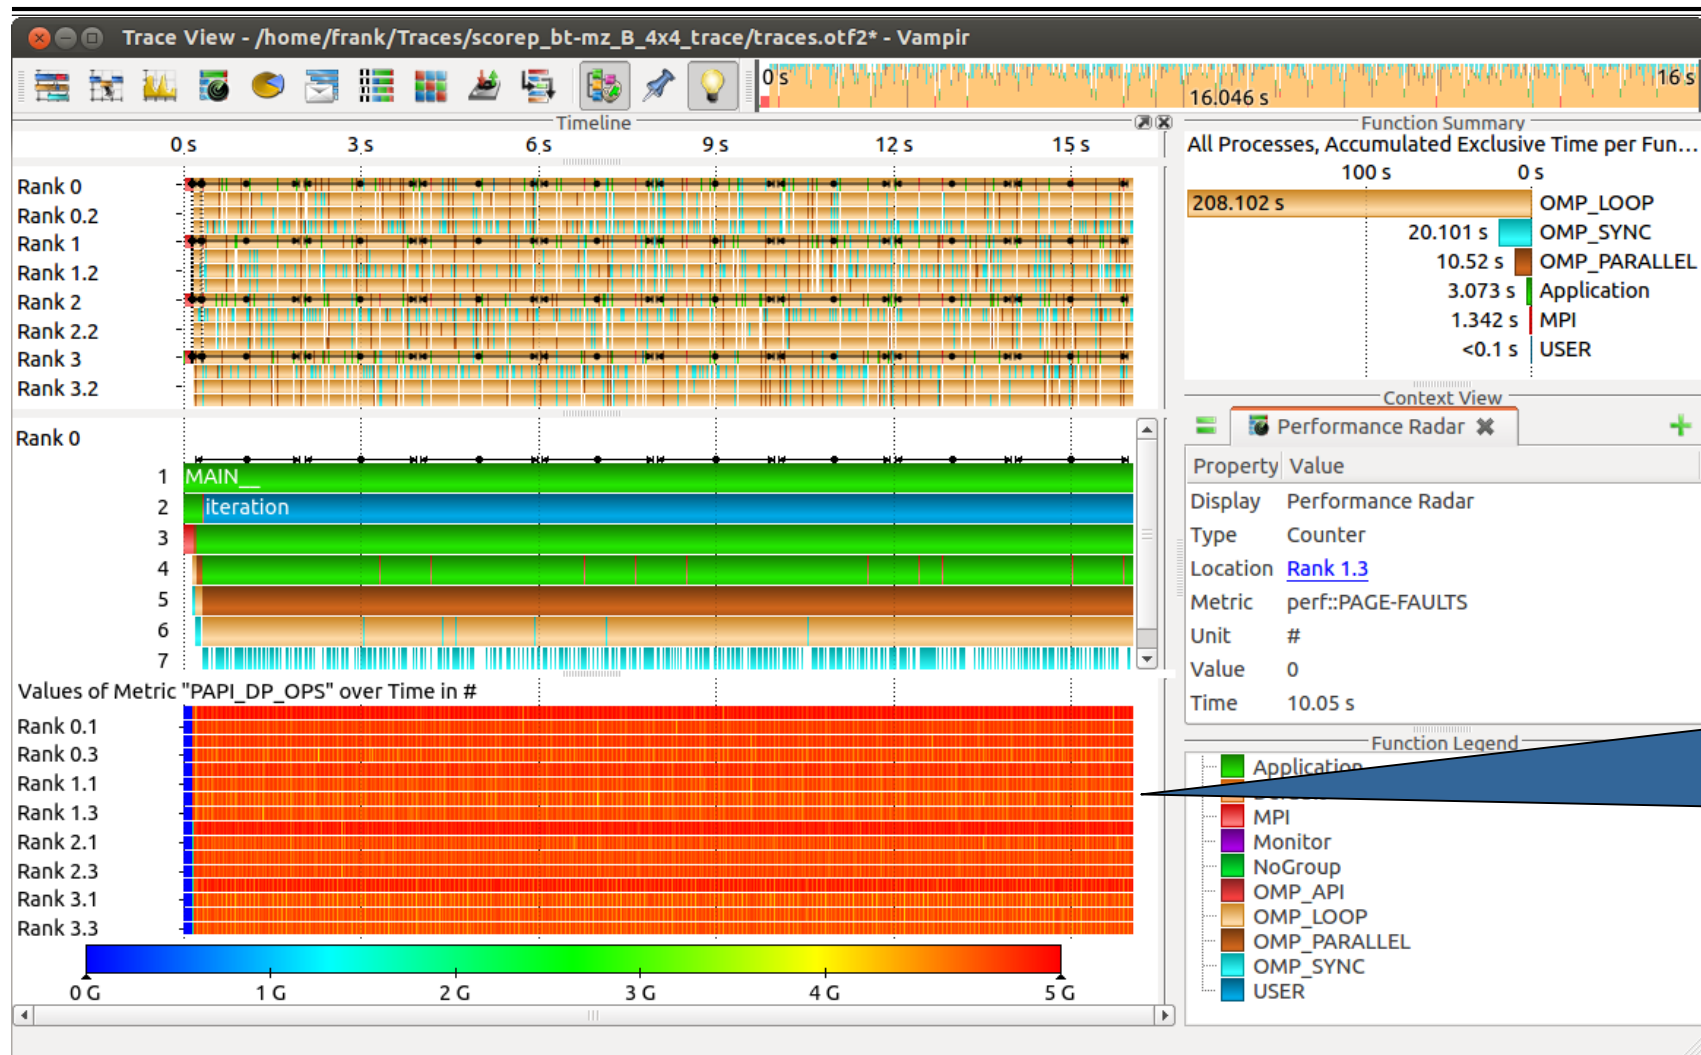 Trace View - /home/frank/Traces/scorep_bt-mz_B_4x4_trace/traces.otf2* - Vampir
0 s
16.046 s
16 s
Timeline
0 s 3 s 6 s 9 s 12 s 15 s
Rank 0
Rank 0.2
Rank 1
Rank 1.2
Rank 2
Rank 2.2
Rank 3
Rank 3.2
Rank 0
1 MAIN__
2 iteration
3
4
5
6
7
Values of Metric "PAPI_DP_OPS" over Time in #
Rank 0.1
Rank 0.3
Rank 1.1
Rank 1.3
Rank 2.1
Rank 2.3
Rank 3.1
Rank 3.3
0 G 1 G 2 G 3 G 4 G 5 G
Function Summary
All Processes, Accumulated Exclusive Time per Fun...
100 s 0 s
208.102 s OMP_LOOP
20.101 s OMP_SYNC
10.52 s OMP_PARALLEL
3.073 s Application
1.342 s MPI
<0.1 s USER
Context View
Performance Radar
Property Value
Display Performance Radar
Type Counter
Location Rank 1.3
Metric perf::PAGE-FAULTS
Unit #
Value 0
Time 10.05 s
Function Legend
Application
MPI
Monitor
NoGroup
OMP_API
OMP_LOOP
OMP_PARALLEL
OMP_SYNC
USER